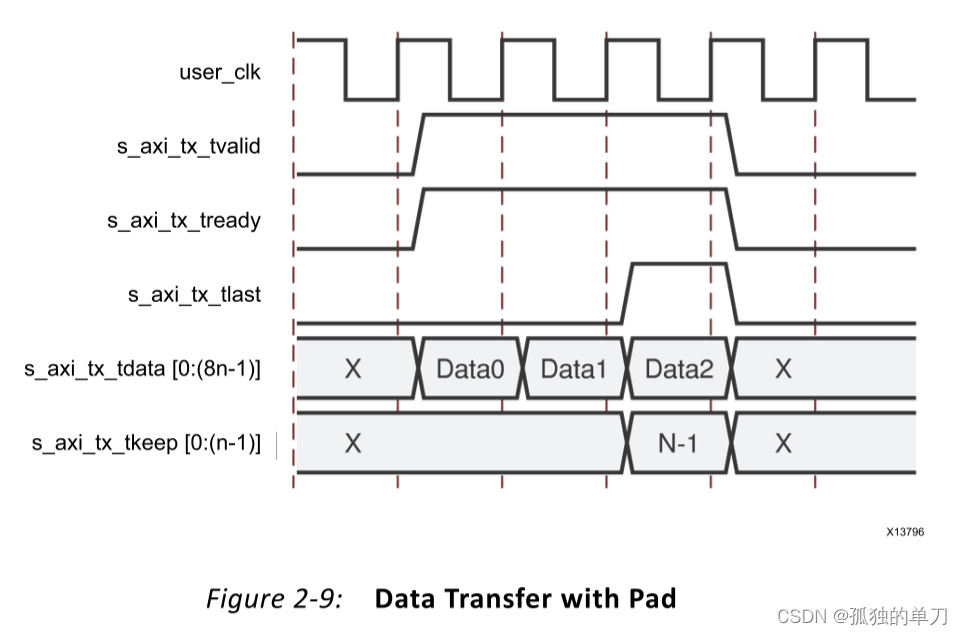 user_clk
s_axi_tx_tvalid
s_axi_tx_tready
s_axi_tx_tlast
s_axi_tx_tdata [0:(8n-1)] X Data0 Data1 Data2 X
s_axi_tx_tkeep [0:(n-1)] X N-1 X
X13796
Figure 2-9: Data Transfer with Pad
CSDN @孤独的单刀